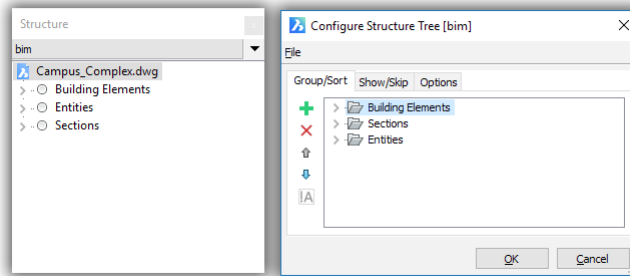 Structure
bim
Campus_Complex.dwg
Building Elements
Entities
Sections
Configure Structure Tree [bim]
File
Group/Sort Show/Skip Options
Building Elements
Sections
Entities
!A
OK Cancel